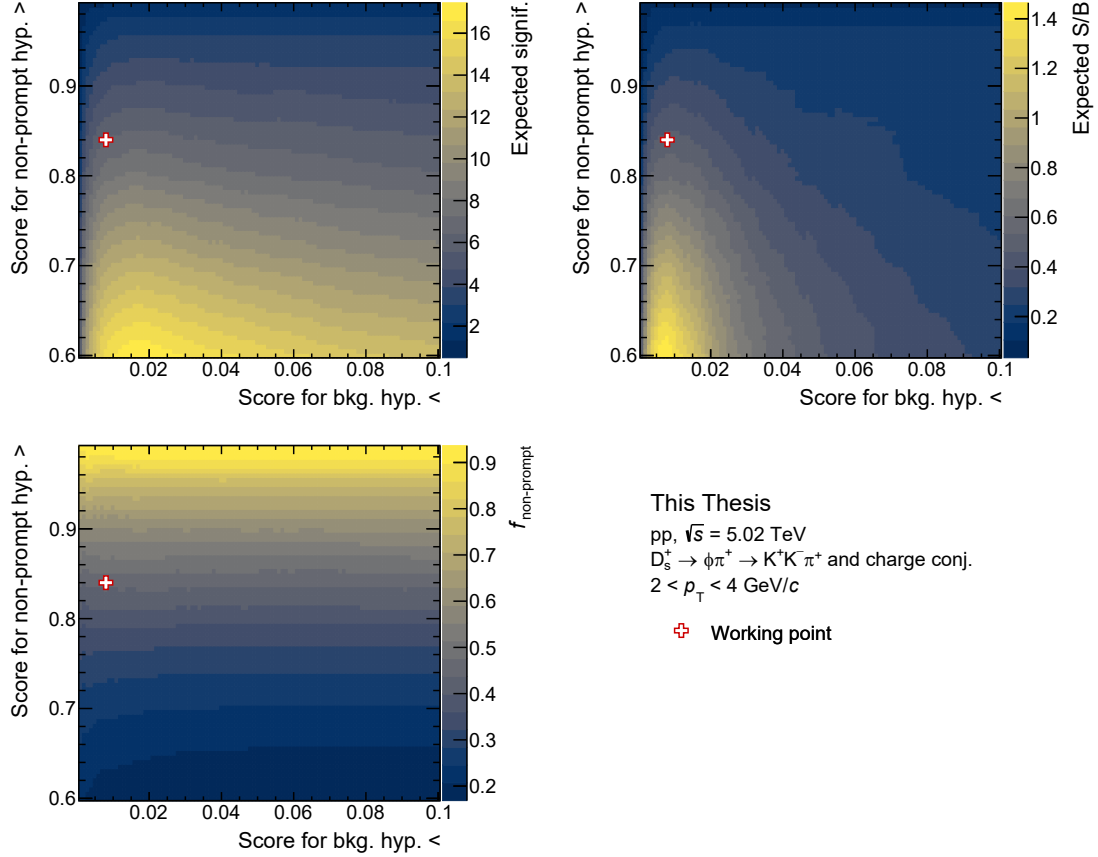 Score for non-prompt hyp. >
0.9
0.8
0.7
0.6
0.02 0.04 0.06 0.08 0.1
Score for bkg. hyp. <
16
14
12
10
8
6
4
2
Expected signif.
Score for non-prompt hyp. >
0.9
0.8
0.7
0.6
0.02 0.04 0.06 0.08 0.1
Score for bkg. hyp. <
1.4
1.2
1
0.8
0.6
0.4
0.2
Expected S/B
Score for non-prompt hyp. >
0.9
0.8
0.7
0.6
0.02 0.04 0.06 0.08 0.1
Score for bkg. hyp. <
0.9
0.8
0.7
0.6
0.5
0.4
0.3
0.2
f non-prompt
This Thesis
pp, √s = 5.02 TeV
D_s^+ → ϕπ⁺ → K⁺K⁻π⁺ and charge conj.
2 < p_T < 4 GeV/c
Working point